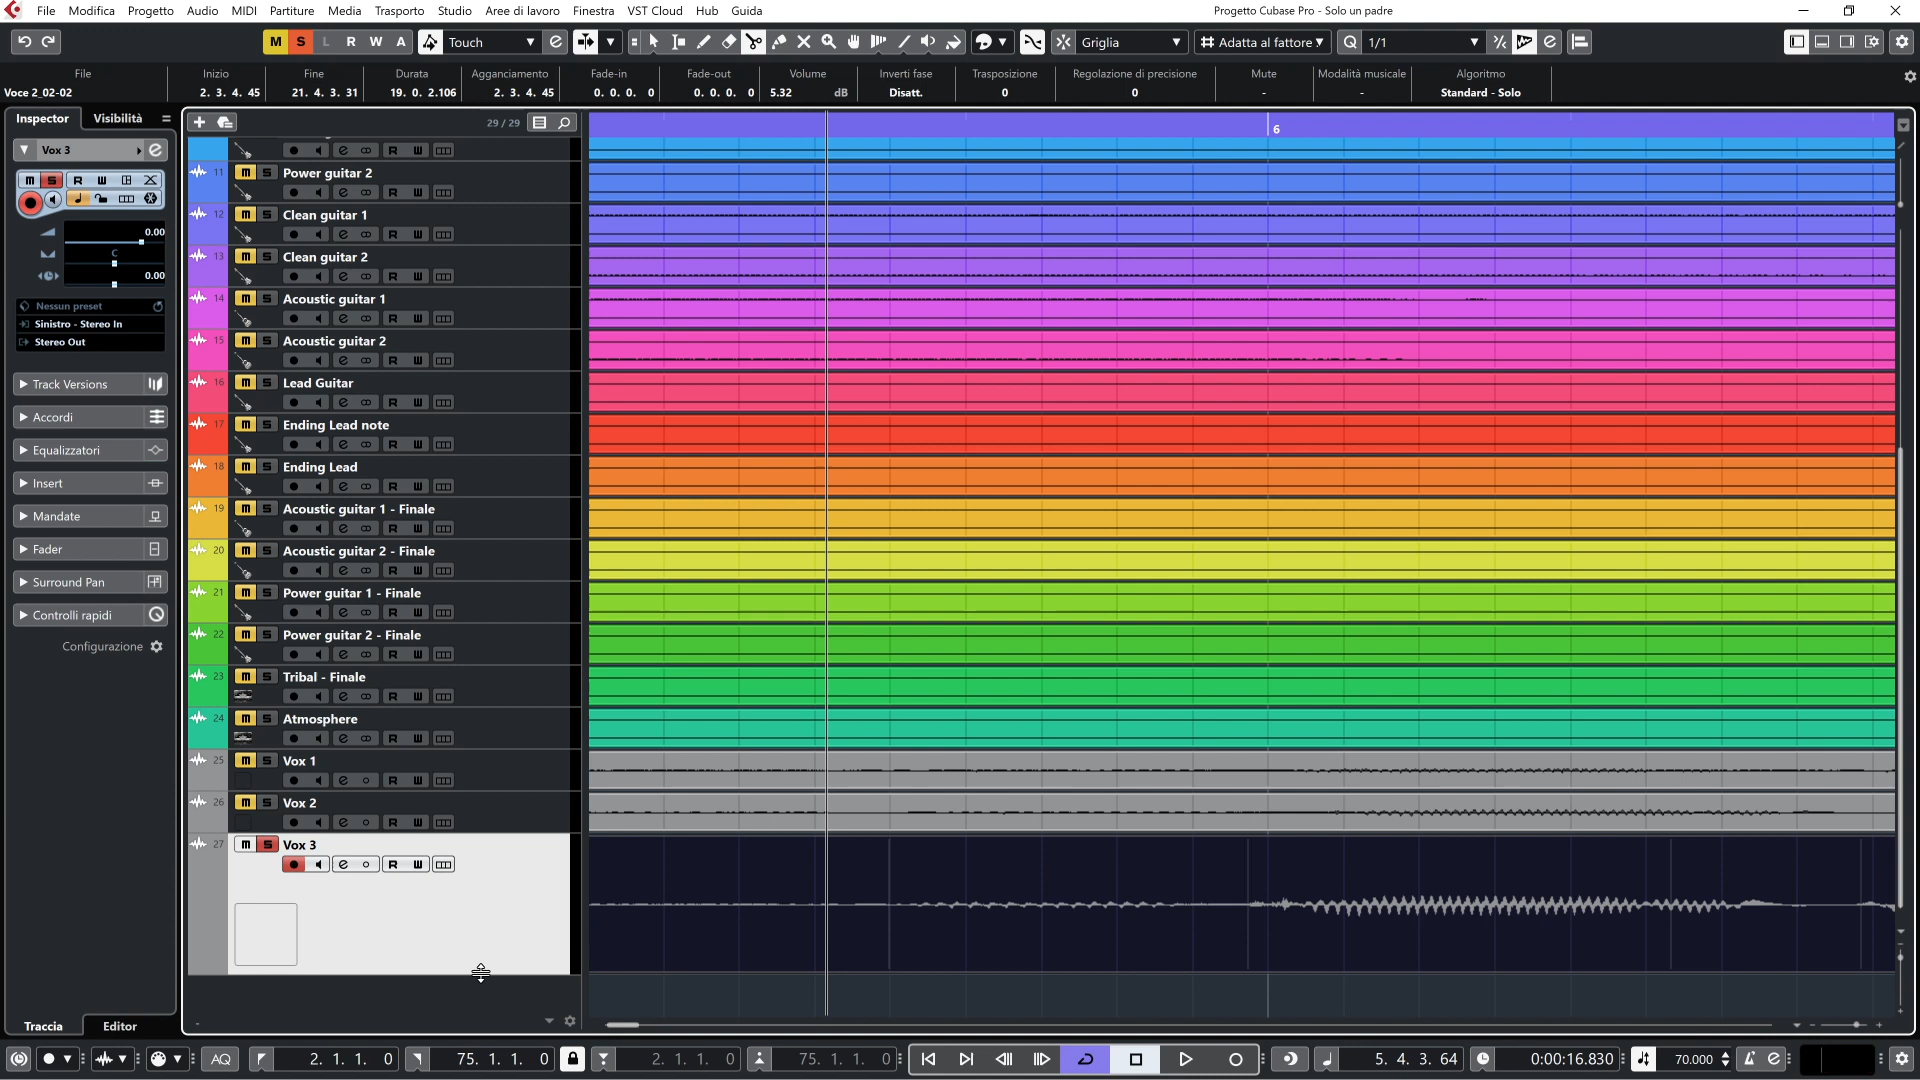 File Modifica Progetto Audio MIDI Partiture Media Trasporto Studio Aree di lavoro Finestra VST Cloud Hub Guida
Progetto Cubase Pro - Solo un padre
M S L R W A Touch Griglia Adatta al fattore Q 1/1
File Inizio Fine Durata Agganciamento Fade-in Fade-out Volume Inverti fase Trasposizione Regolazione di precisione Mute Modalità musicale Algoritmo
Voce 2_02-02 2. 3. 4. 45 21. 4. 3. 31 19. 0. 2.106 2. 3. 4. 45 0. 0. 0. 0 0. 0. 0. 0 5.32 dB Disatt. 0 0 - - Standard - Solo
Inspector Visibilità
29 / 29
6
Vox 3
M S R W
0.00
C
0.00
Nessun preset
Sinistro - Stereo In
Stereo Out
Track Versions
Accordi
Equalizzatori
Insert
Mandate
Fader
Surround Pan
Controlli rapidi
Configurazione
Traccia Editor
R W
11 m S Power guitar 2
R W
12 m S Clean guitar 1
R W
13 m S Clean guitar 2
R W
14 m S Acoustic guitar 1
R W
15 m S Acoustic guitar 2
R W
16 m S Lead Guitar
R W
17 m S Ending Lead note
R W
18 m S Ending Lead
R W
19 m S Acoustic guitar 1 - Finale
R W
20 m S Acoustic guitar 2 - Finale
R W
21 m S Power guitar 1 - Finale
R W
22 m S Power guitar 2 - Finale
R W
23 m S Tribal - Finale
R W
24 m S Atmosphere
R W
25 m S Vox 1
R W
26 m S Vox 2
R W
27 m S Vox 3
R W
AQ 2. 1. 1. 0 75. 1. 1. 0 2. 1. 1. 0 75. 1. 1. 0 5. 4. 3. 64 0:00:16.830 70.000